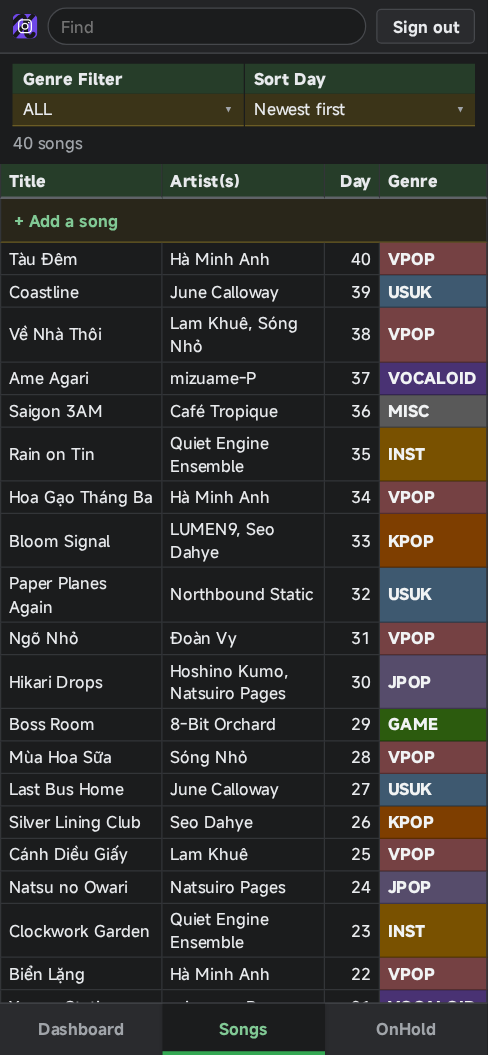 Find
Sign out
Genre Filter
Sort Day
ALL
Newest first
40 songs
Title Artist(s) Day Genre
+ Add a song
Tàu Đêm Hà Minh Anh 40 VPOP
Coastline June Calloway 39 USUK
Về Nhà Thôi Lam Khuê, Sóng Nhỏ 38 VPOP
Ame Agari mizuame-P 37 VOCALOID
Saigon 3AM Café Tropique 36 MISC
Rain on Tin Quiet Engine Ensemble 35 INST
Hoa Gạo Tháng Ba Hà Minh Anh 34 VPOP
Bloom Signal LUMEN9, Seo Dahye 33 KPOP
Paper Planes Again Northbound Static 32 USUK
Ngõ Nhỏ Đoàn Vy 31 VPOP
Hikari Drops Hoshino Kumo, Natsuiro Pages 30 JPOP
Boss Room 8-Bit Orchard 29 GAME
Mùa Hoa Sữa Sóng Nhỏ 28 VPOP
Last Bus Home June Calloway 27 USUK
Silver Lining Club Seo Dahye 26 KPOP
Cánh Diều Giấy Lam Khuê 25 VPOP
Natsu no Owari Natsuiro Pages 24 JPOP
Clockwork Garden Quiet Engine Ensemble 23 INST
Biển Lặng Hà Minh Anh 22 VPOP
Dashboard Songs OnHold